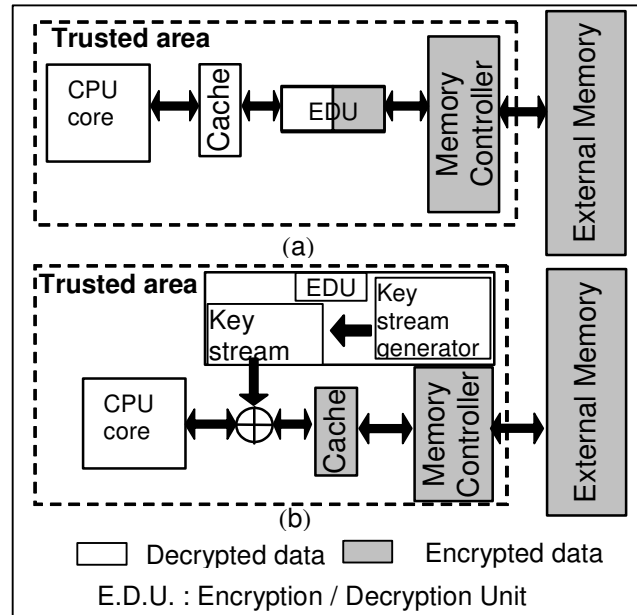 Trusted area
CPU
core
Cache
EDU
Memory
Controller
External Memory
(a)
Trusted area
EDU
Key
stream
Key
stream
generator
CPU
core
Cache
Memory
Controller
External Memory
(b)
Decrypted data
Encrypted data
E.D.U. : Encryption / Decryption Unit